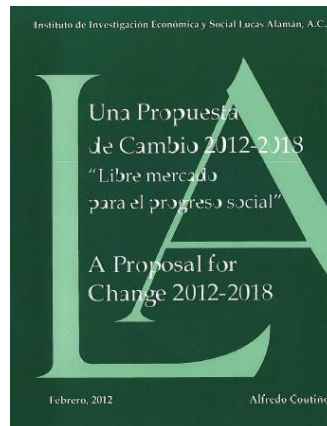 Instituto de Investigación Económica y Social Lucas Alamán, A.C.
LA
Una Propuesta
de Cambio 2012-2018
“Libre mercado
para el progreso social”
A Proposal for
Change 2012-2018
Febrero, 2012
Alfredo Coutiño